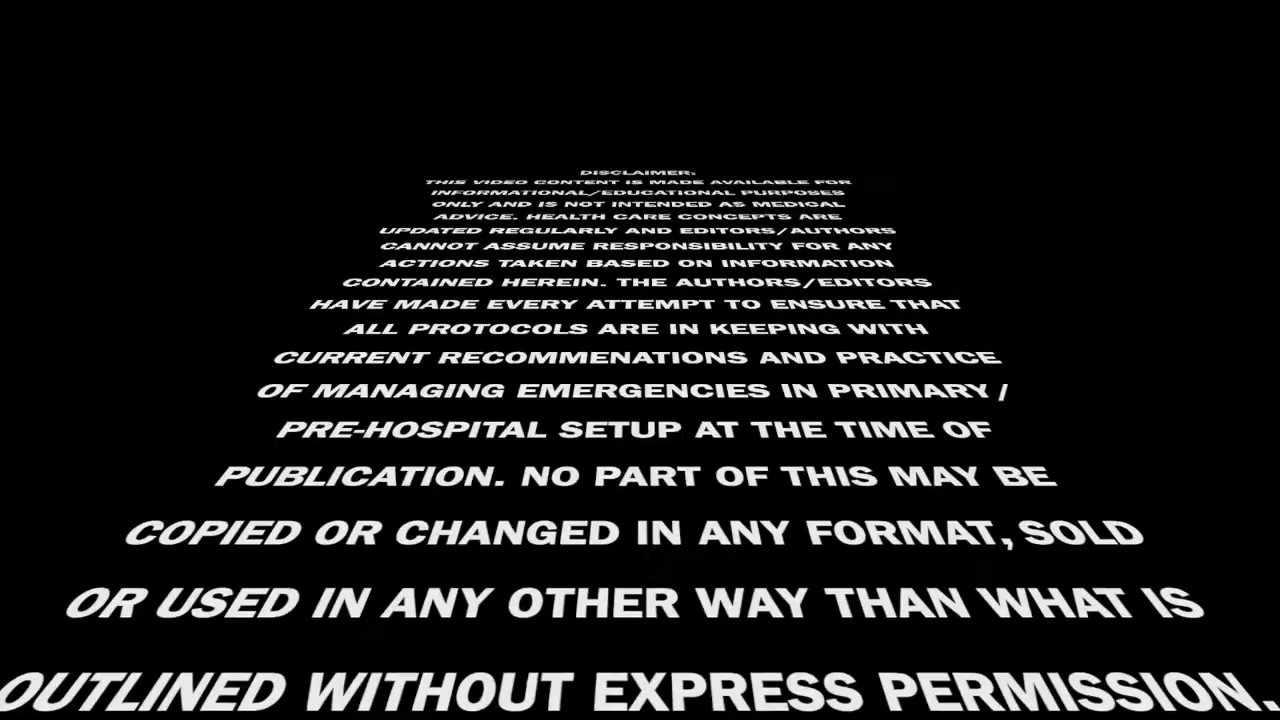 DISCLAIMER:
THIS VIDEO CONTENT IS MADE AVAILABLE FOR
INFORMATIONAL/EDUCATIONAL PURPOSES
ONLY AND IS NOT INTENDED AS MEDICAL
ADVICE. HEALTH CARE CONCEPTS ARE
UPDATED REGULARLY AND EDITORS/AUTHORS
CANNOT ASSUME RESPONSIBILITY FOR ANY
ACTIONS TAKEN BASED ON INFORMATION
CONTAINED HEREIN. THE AUTHORS/EDITORS
HAVE MADE EVERY ATTEMPT TO ENSURE THAT
ALL PROTOCOLS ARE IN KEEPING WITH
CURRENT RECOMMENATIONS AND PRACTICE
OF MANAGING EMERGENCIES IN PRIMARY /
PRE-HOSPITAL SETUP AT THE TIME OF
PUBLICATION. NO PART OF THIS MAY BE
COPIED OR CHANGED IN ANY FORMAT, SOLD
OR USED IN ANY OTHER WAY THAN WHAT IS
OUTLINED WITHOUT EXPRESS PERMISSION.